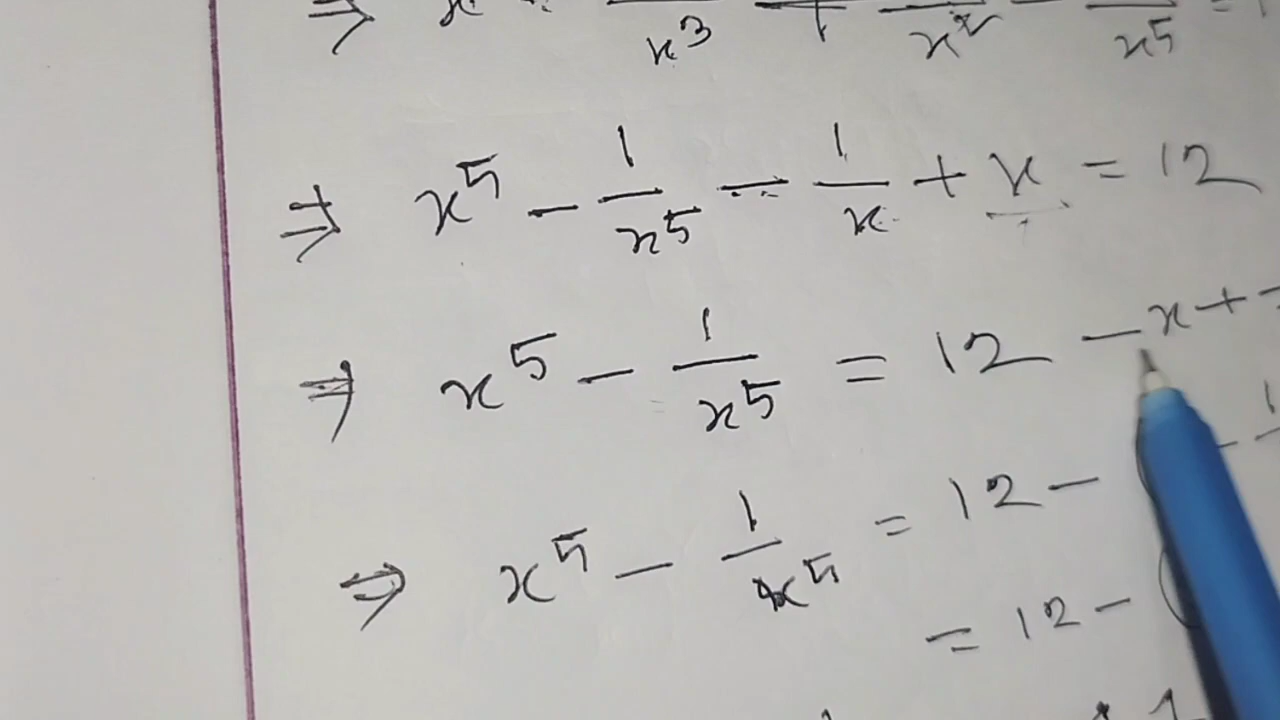 ⇒ x⁵ - 1/x⁵ - 1/x + x = 12
⇒ x⁵ - 1/x⁵ = 12 - x +
⇒ x⁵ - 1/x⁵ = 12 -
= 12 - (